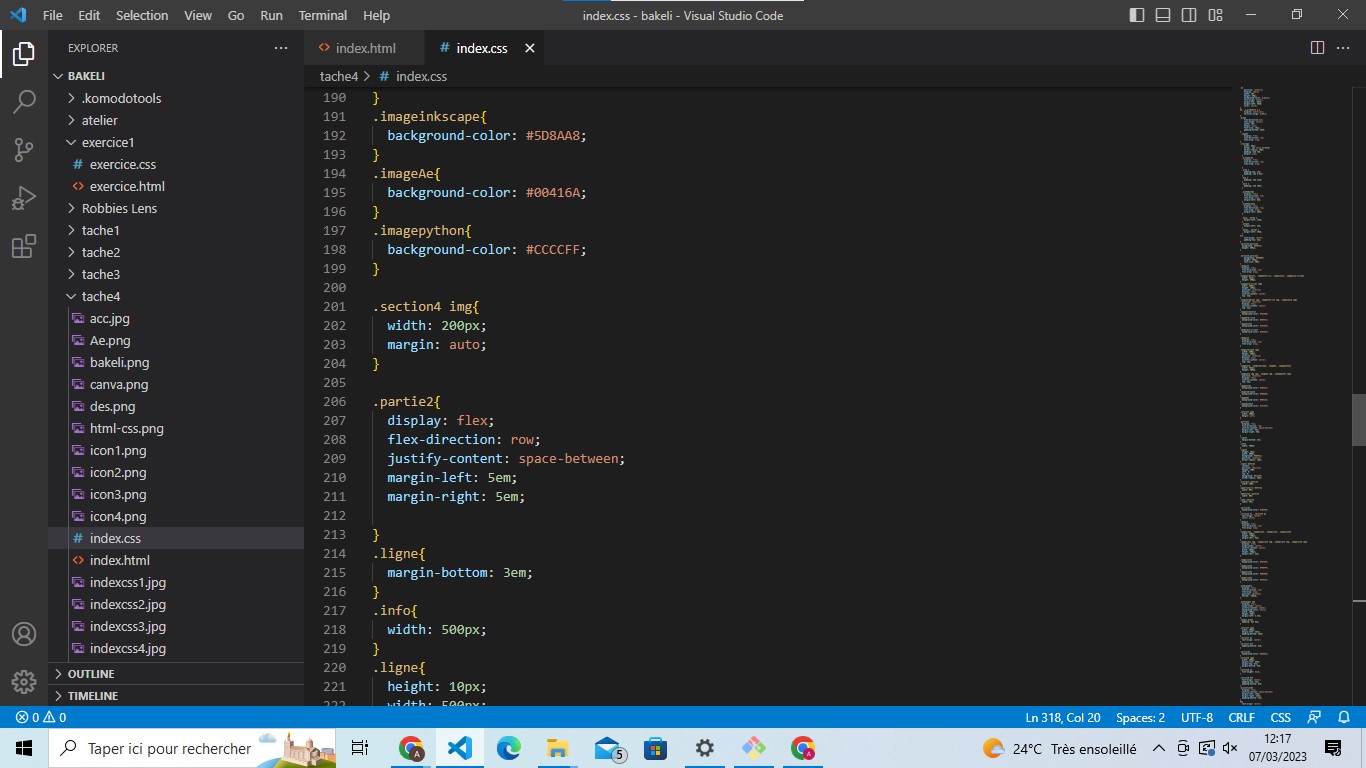 File Edit Selection View Go Run Terminal Help index.css - bakeli - Visual Studio Code
EXPLORER
BAKELI
.komodotools
atelier
exercice1
exercice.css
exercice.html
Robbies Lens
tache1
tache2
tache3
tache4
acc.jpg
Ae.png
bakeli.png
canva.png
des.png
html-css.png
icon1.png
icon2.png
icon3.png
icon4.png
index.css
index.html
indexcss1.jpg
indexcss2.jpg
indexcss3.jpg
indexcss4.jpg
OUTLINE
TIMELINE
index.html # index.css
tache4 > # index.css
190 }
191 .imageinkscape{
192 background-color: #5D8AA8;
193 }
194 .imageAe{
195 background-color: #00416A;
196 }
197 .imagepython{
198 background-color: #CCCCFF;
199 }
200
201 .section4 img{
202 width: 200px;
203 margin: auto;
204 }
205
206 .partie2{
207 display: flex;
208 flex-direction: row;
209 justify-content: space-between;
210 margin-left: 5em;
211 margin-right: 5em;
212
213 }
214 .ligne{
215 margin-bottom: 3em;
216 }
217 .info{
218 width: 500px;
219 }
220 .ligne{
221 height: 10px;
222 width: 500px;
0 0 Ln 318, Col 20 Spaces: 2 UTF-8 CRLF CSS
Taper ici pour rechercher A 5 A 24°C Très ensoleillé 12:17
07/03/2023